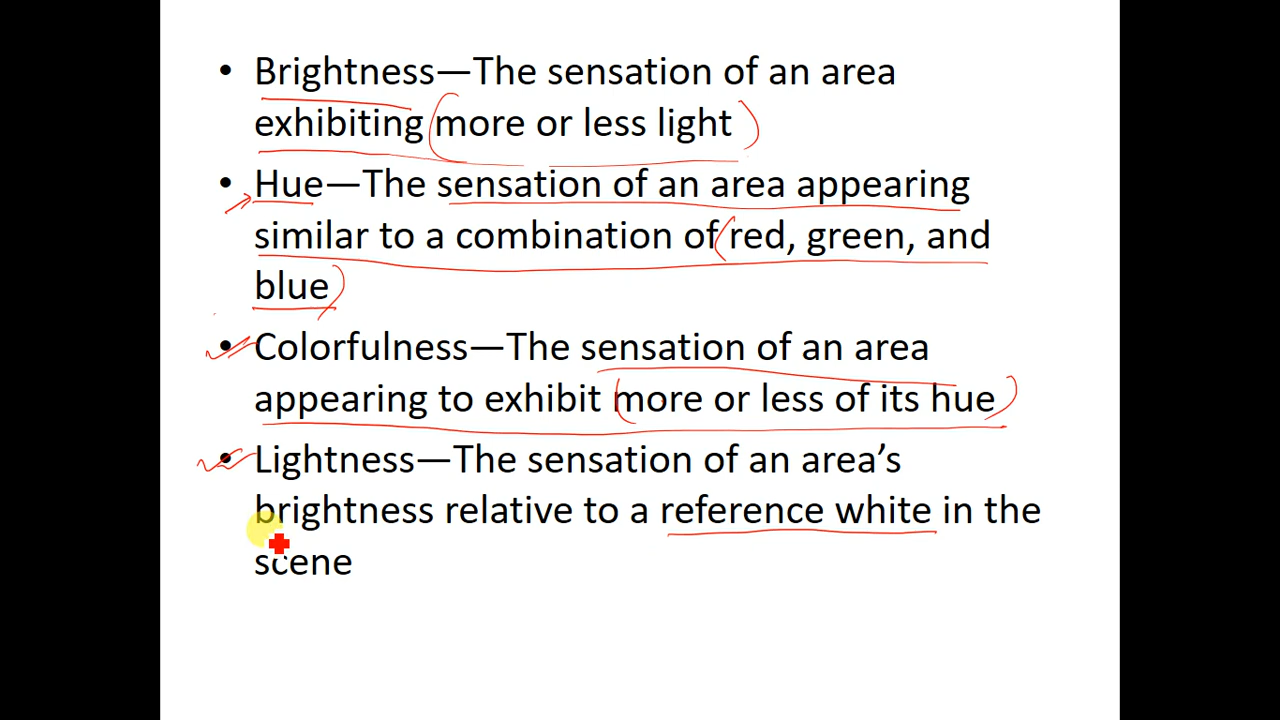 • Brightness—The sensation of an area
exhibiting more or less light
• Hue—The sensation of an area appearing
similar to a combination of red, green, and
blue
• Colorfulness—The sensation of an area
appearing to exhibit more or less of its hue
• Lightness—The sensation of an area’s
brightness relative to a reference white in the
scene